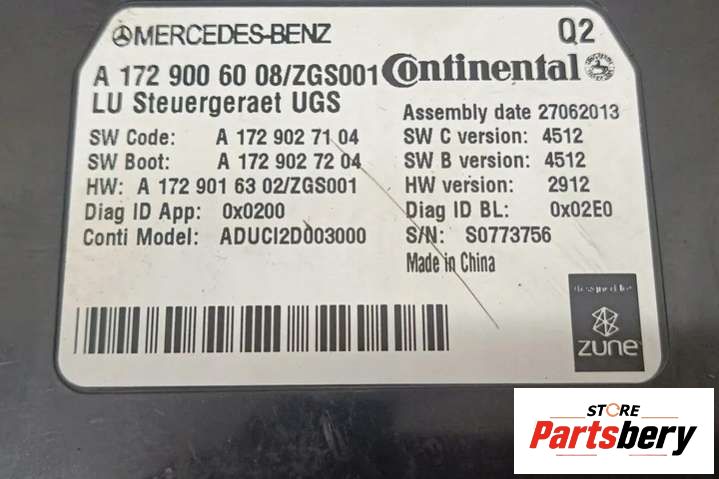 MERCEDES-BENZ
Q2
A 172 900 60 08/ZGS001
Continental
LU Steuergeraet UGS
Assembly date 27062013
SW Code: A 172 902 71 04
SW C version: 4512
SW Boot: A 172 902 72 04
SW B version: 4512
HW: A 172 901 63 02/ZGS001
HW version: 2912
Diag ID App: 0x0200
Diag ID BL: 0x02E0
Conti Model: ADUCI2D003000
S/N: S0773756
Made in China
designed for
zune
STORE
Partsbery